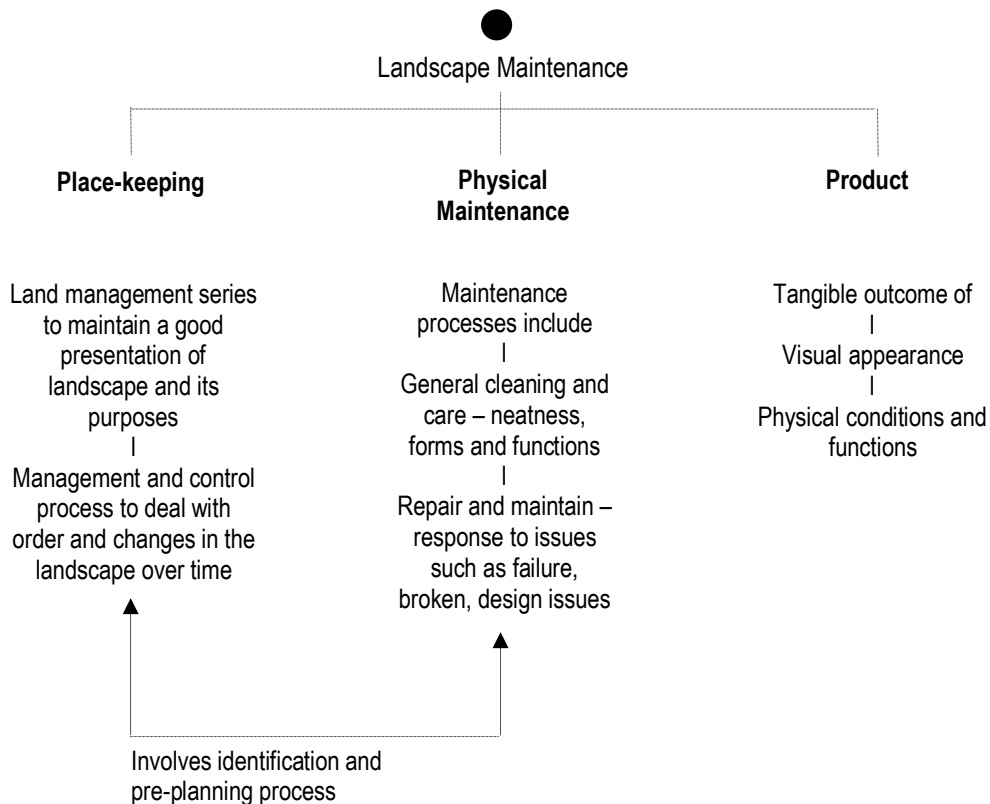 Landscape Maintenance
Place-keeping
Land management series
to maintain a good
presentation of
landscape and its
purposes
I
Management and control
process to deal with
order and changes in the
landscape over time
Physical
Maintenance
Maintenance
processes include
I
General cleaning and
care – neatness,
forms and functions
I
Repair and maintain –
response to issues
such as failure,
broken, design issues
Product
Tangible outcome of
I
Visual appearance
I
Physical conditions and
functions
Involves identification and
pre-planning process